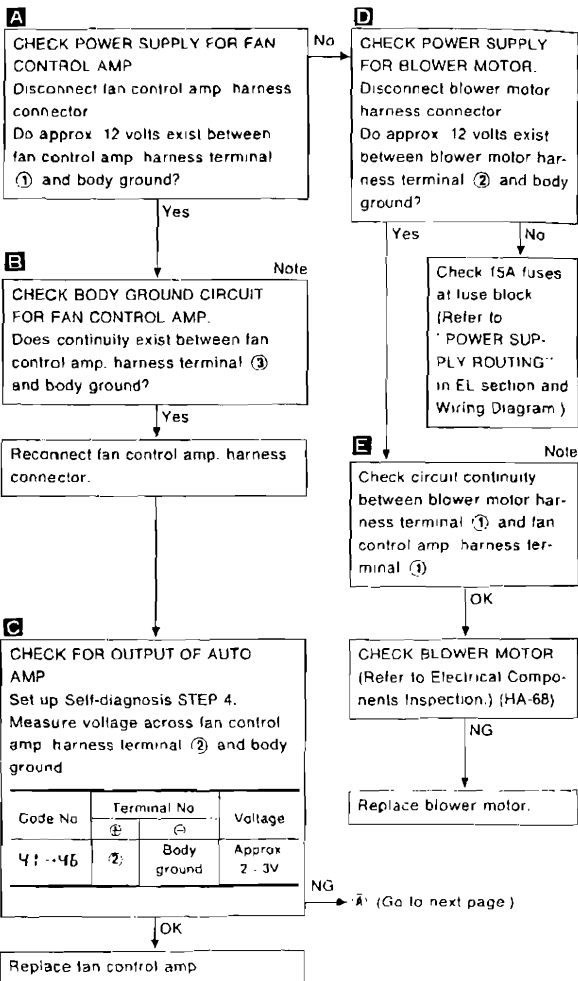 A
CHECK POWER SUPPLY FOR FAN
CONTROL AMP
Disconnect fan control amp harness
connector
Do approx 12 volts exist between
fan control amp harness terminal
① and body ground?
No
Yes
B
Note
CHECK BODY GROUND CIRCUIT
FOR FAN CONTROL AMP.
Does continuity exist between fan
control amp. harness terminal ③
and body ground?
Yes
Reconnect fan control amp. harness
connector.
C
CHECK FOR OUTPUT OF AUTO
AMP
Set up Self-diagnosis STEP 4.
Measure voltage across fan control
amp harness terminal ② and body
ground
Code No
Terminal No
Voltage
⊕ ⊖
41→46
②
Body
ground
Approx
2 - 3V
NG
A (Go to next page)
OK
Replace fan control amp
D
CHECK POWER SUPPLY
FOR BLOWER MOTOR.
Disconnect blower motor
harness connector
Do approx 12 volts exist
between blower motor har-
ness terminal ② and body
ground?
Yes
No
Check 15A fuses
at fuse block
(Refer to
"POWER SUP-
PLY ROUTING"
in EL section and
Wiring Diagram)
E
Note
Check circuit continuity
between blower motor har-
ness terminal ① and fan
control amp harness ter-
minal ①
OK
CHECK BLOWER MOTOR
(Refer to Electrical Compo-
nents Inspection.) (HA-68)
NG
Replace blower motor.